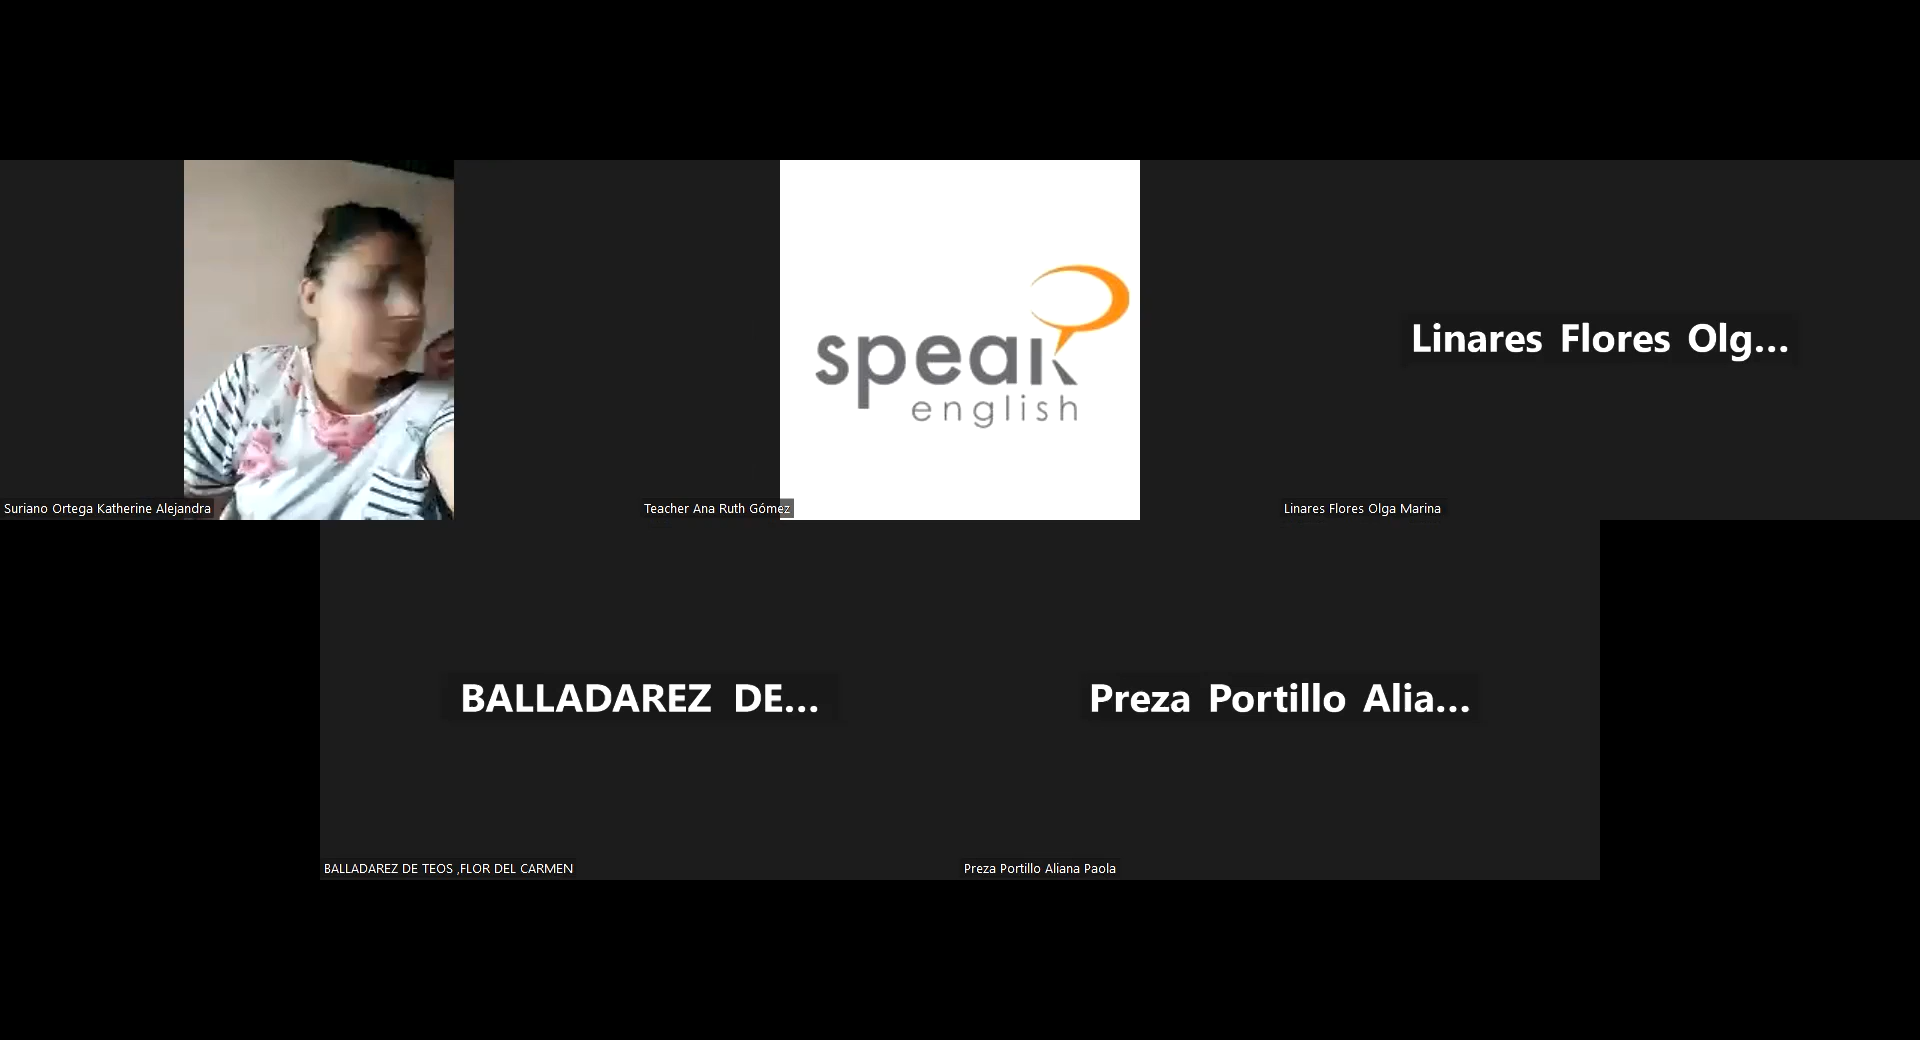 speak
english
Linares Flores Olg...
Suriano Ortega Katherine Alejandra
Teacher Ana Ruth Gómez
Linares Flores Olga Marina
BALLADAREZ DE...
Preza Portillo Alia...
BALLADAREZ DE TEOS ,FLOR DEL CARMEN
Preza Portillo Aliana Paola